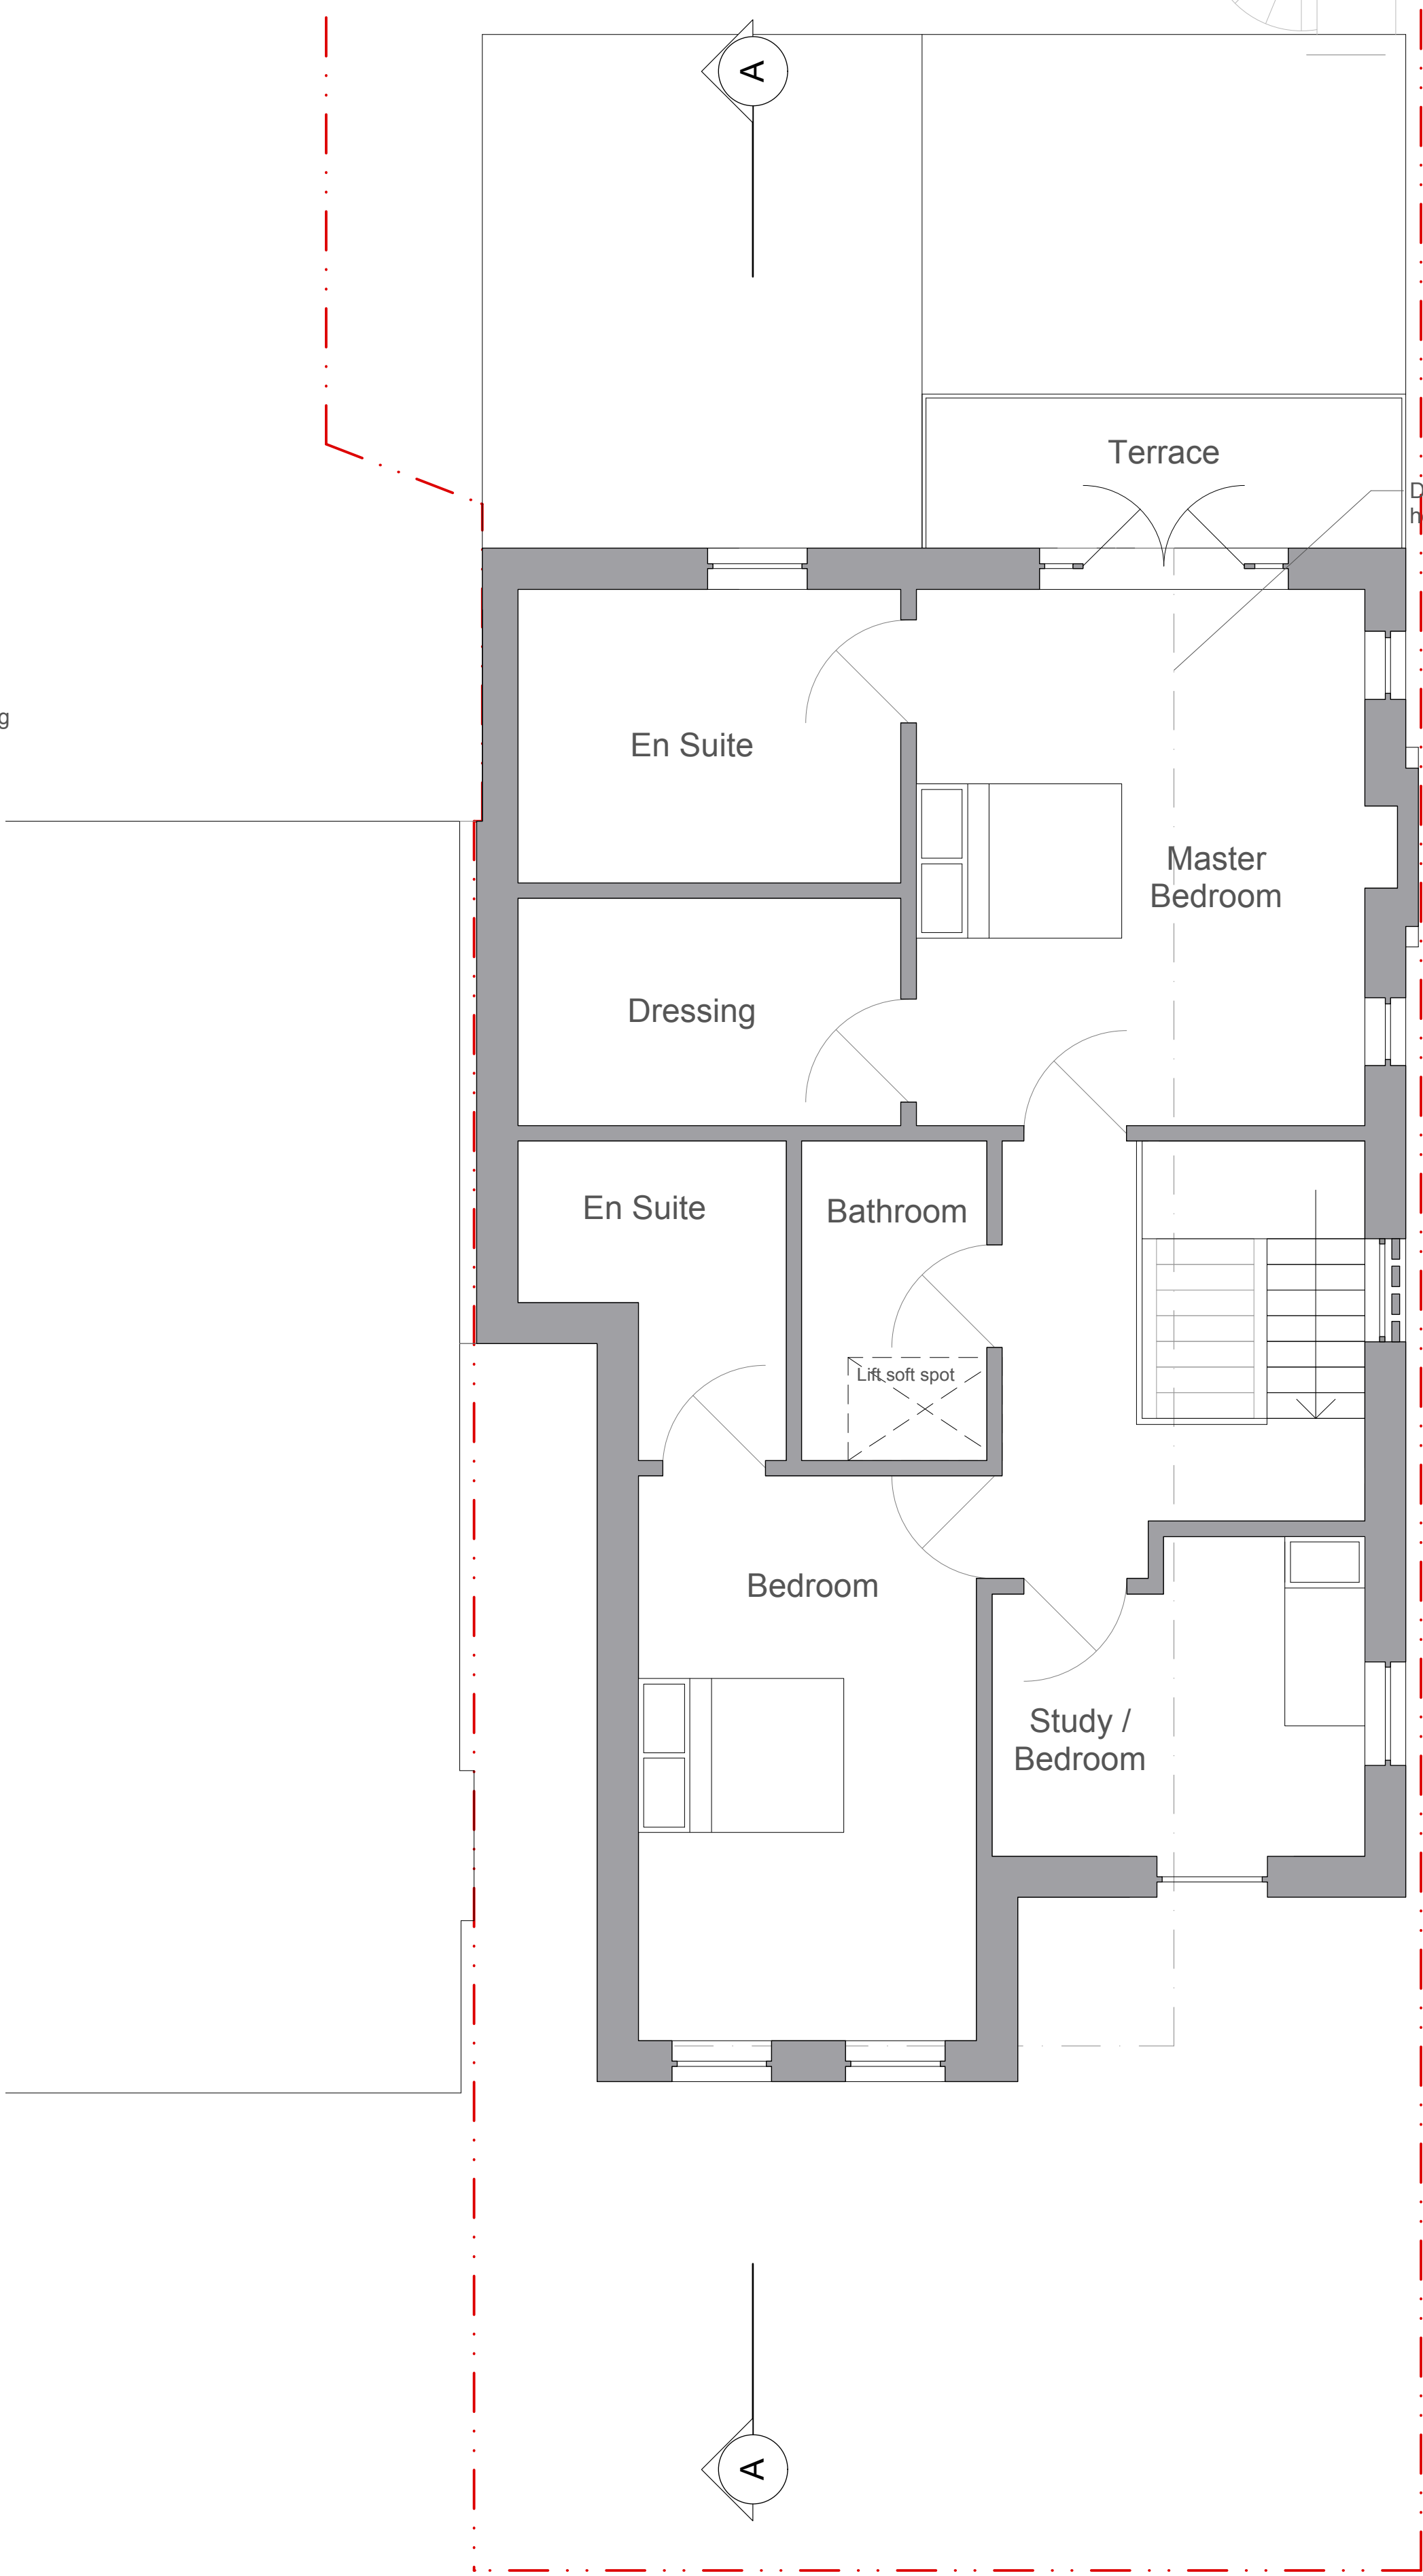 A
Terrace
D
h
g
En Suite
Master
Bedroom
Dressing
En Suite
Bathroom
Lift soft spot
Bedroom
Study /
Bedroom
A